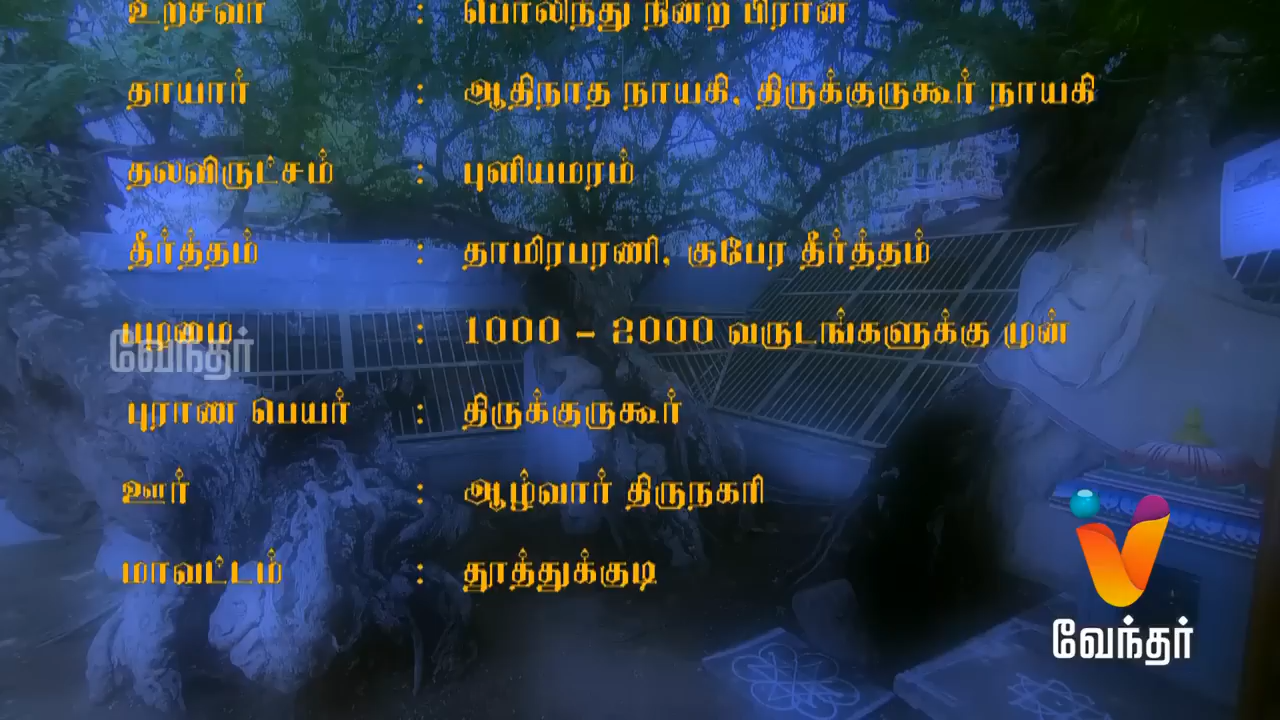 உற்சவர் : பொலிந்து நின்ற பிரான்
தாயார் : ஆதிநாத நாயகி, திருக்குருகூர் நாயகி
தலவிருட்சம் : புளியமரம்
தீர்த்தம் : தாமிரபரணி, குபேர தீர்த்தம்
பழமை : 1000 - 2000 வருடங்களுக்கு முன்
வேந்தர்
புராண பெயர் : திருக்குருகூர்
ஊர் : ஆழ்வார் திருநகரி
மாவட்டம் : தூத்துக்குடி
வேந்தர்